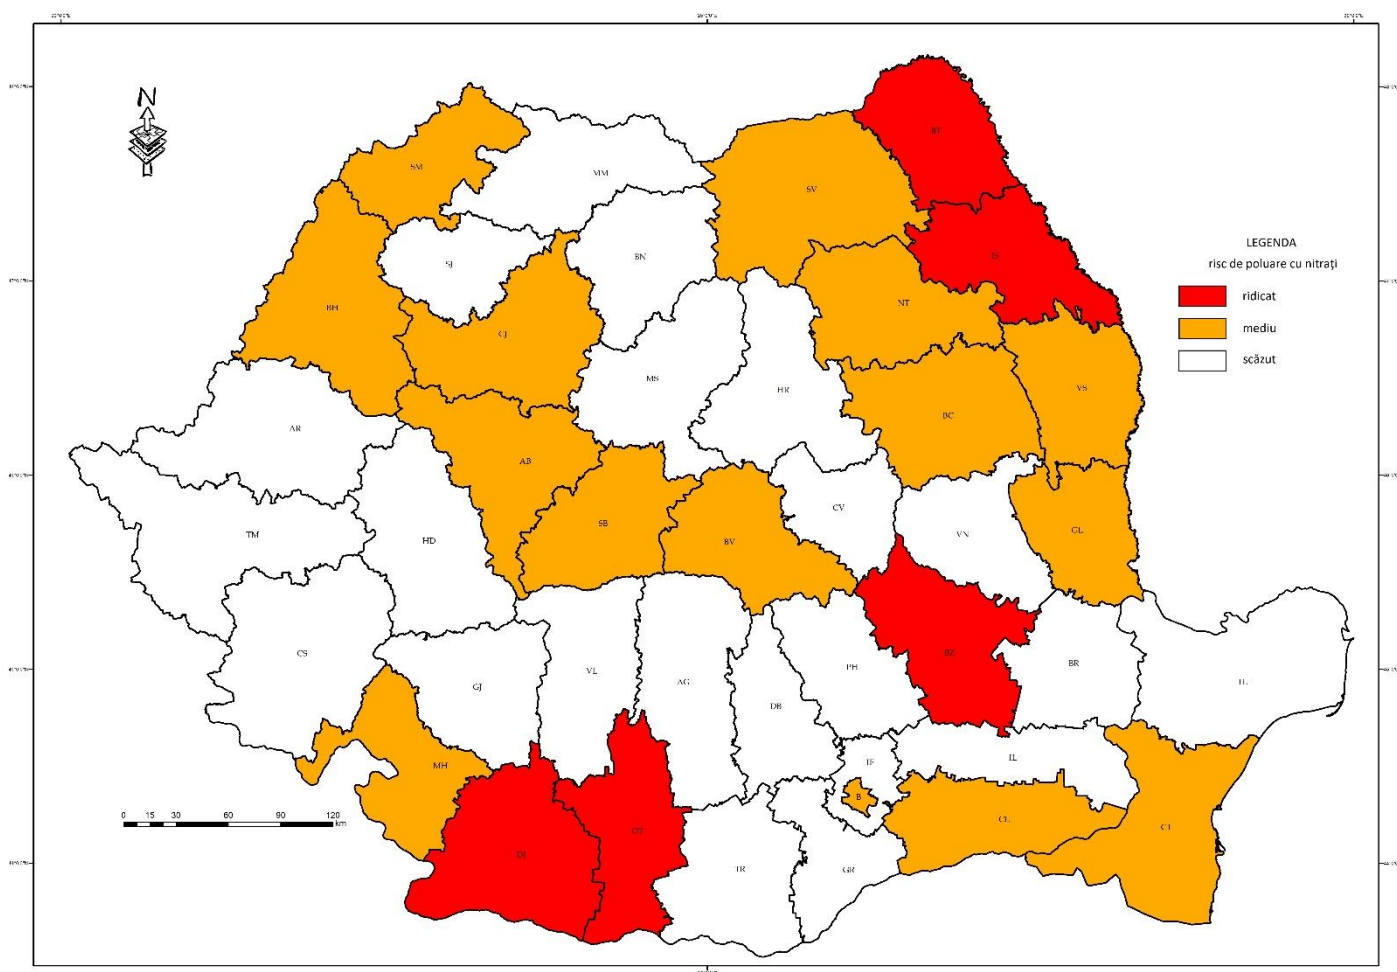 N
BT
SM
MM
SV
IS
SJ
BN
LEGENDA
risc de poluare cu nitrați
ridicat
mediu
scăzut
BH
CJ
NT
MS
HR
BC
VS
AR
AB
TM
HD
SB
BV
CV
VN
GL
CS
GJ
VL
AG
DB
PH
BZ
BR
TL
MH
IF
IL
B
CL
CT
0 15 30 60 90 120
km
DJ
OT
TR
GR